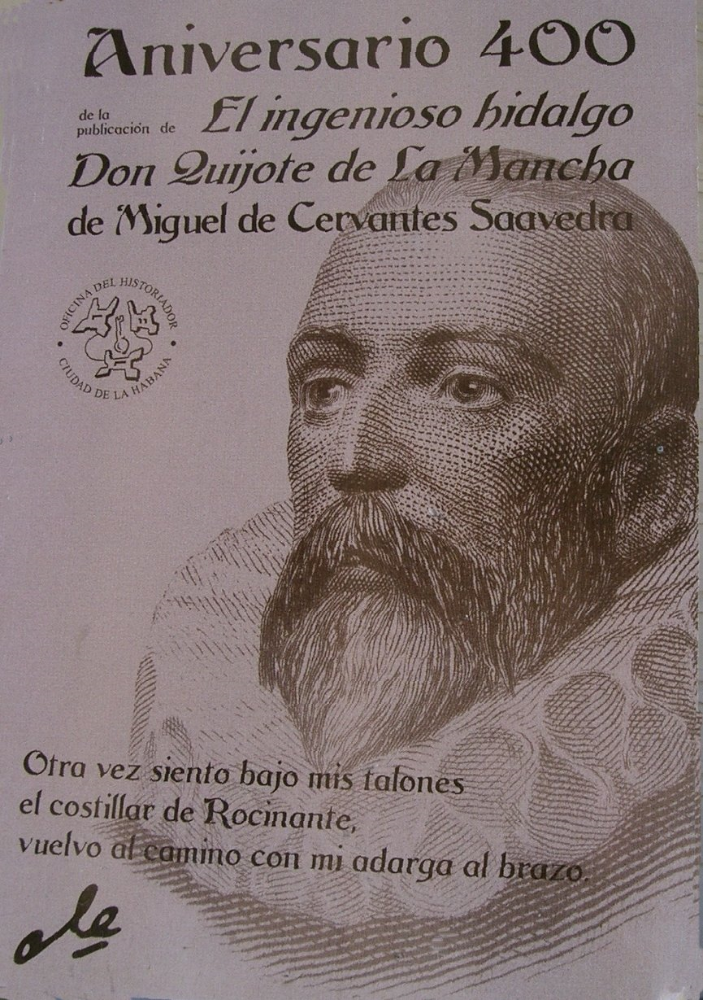 Aniversario 400
de la
publicación de El ingenioso hidalgo
Don Quijote de La Mancha
de Miguel de Cervantes Saavedra
OFICINA DEL HISTORIADOR
CIUDAD DE LA HABANA
Otra vez siento bajo mis talones
el costillar de Rocinante,
vuelvo al camino con mi adarga al brazo.